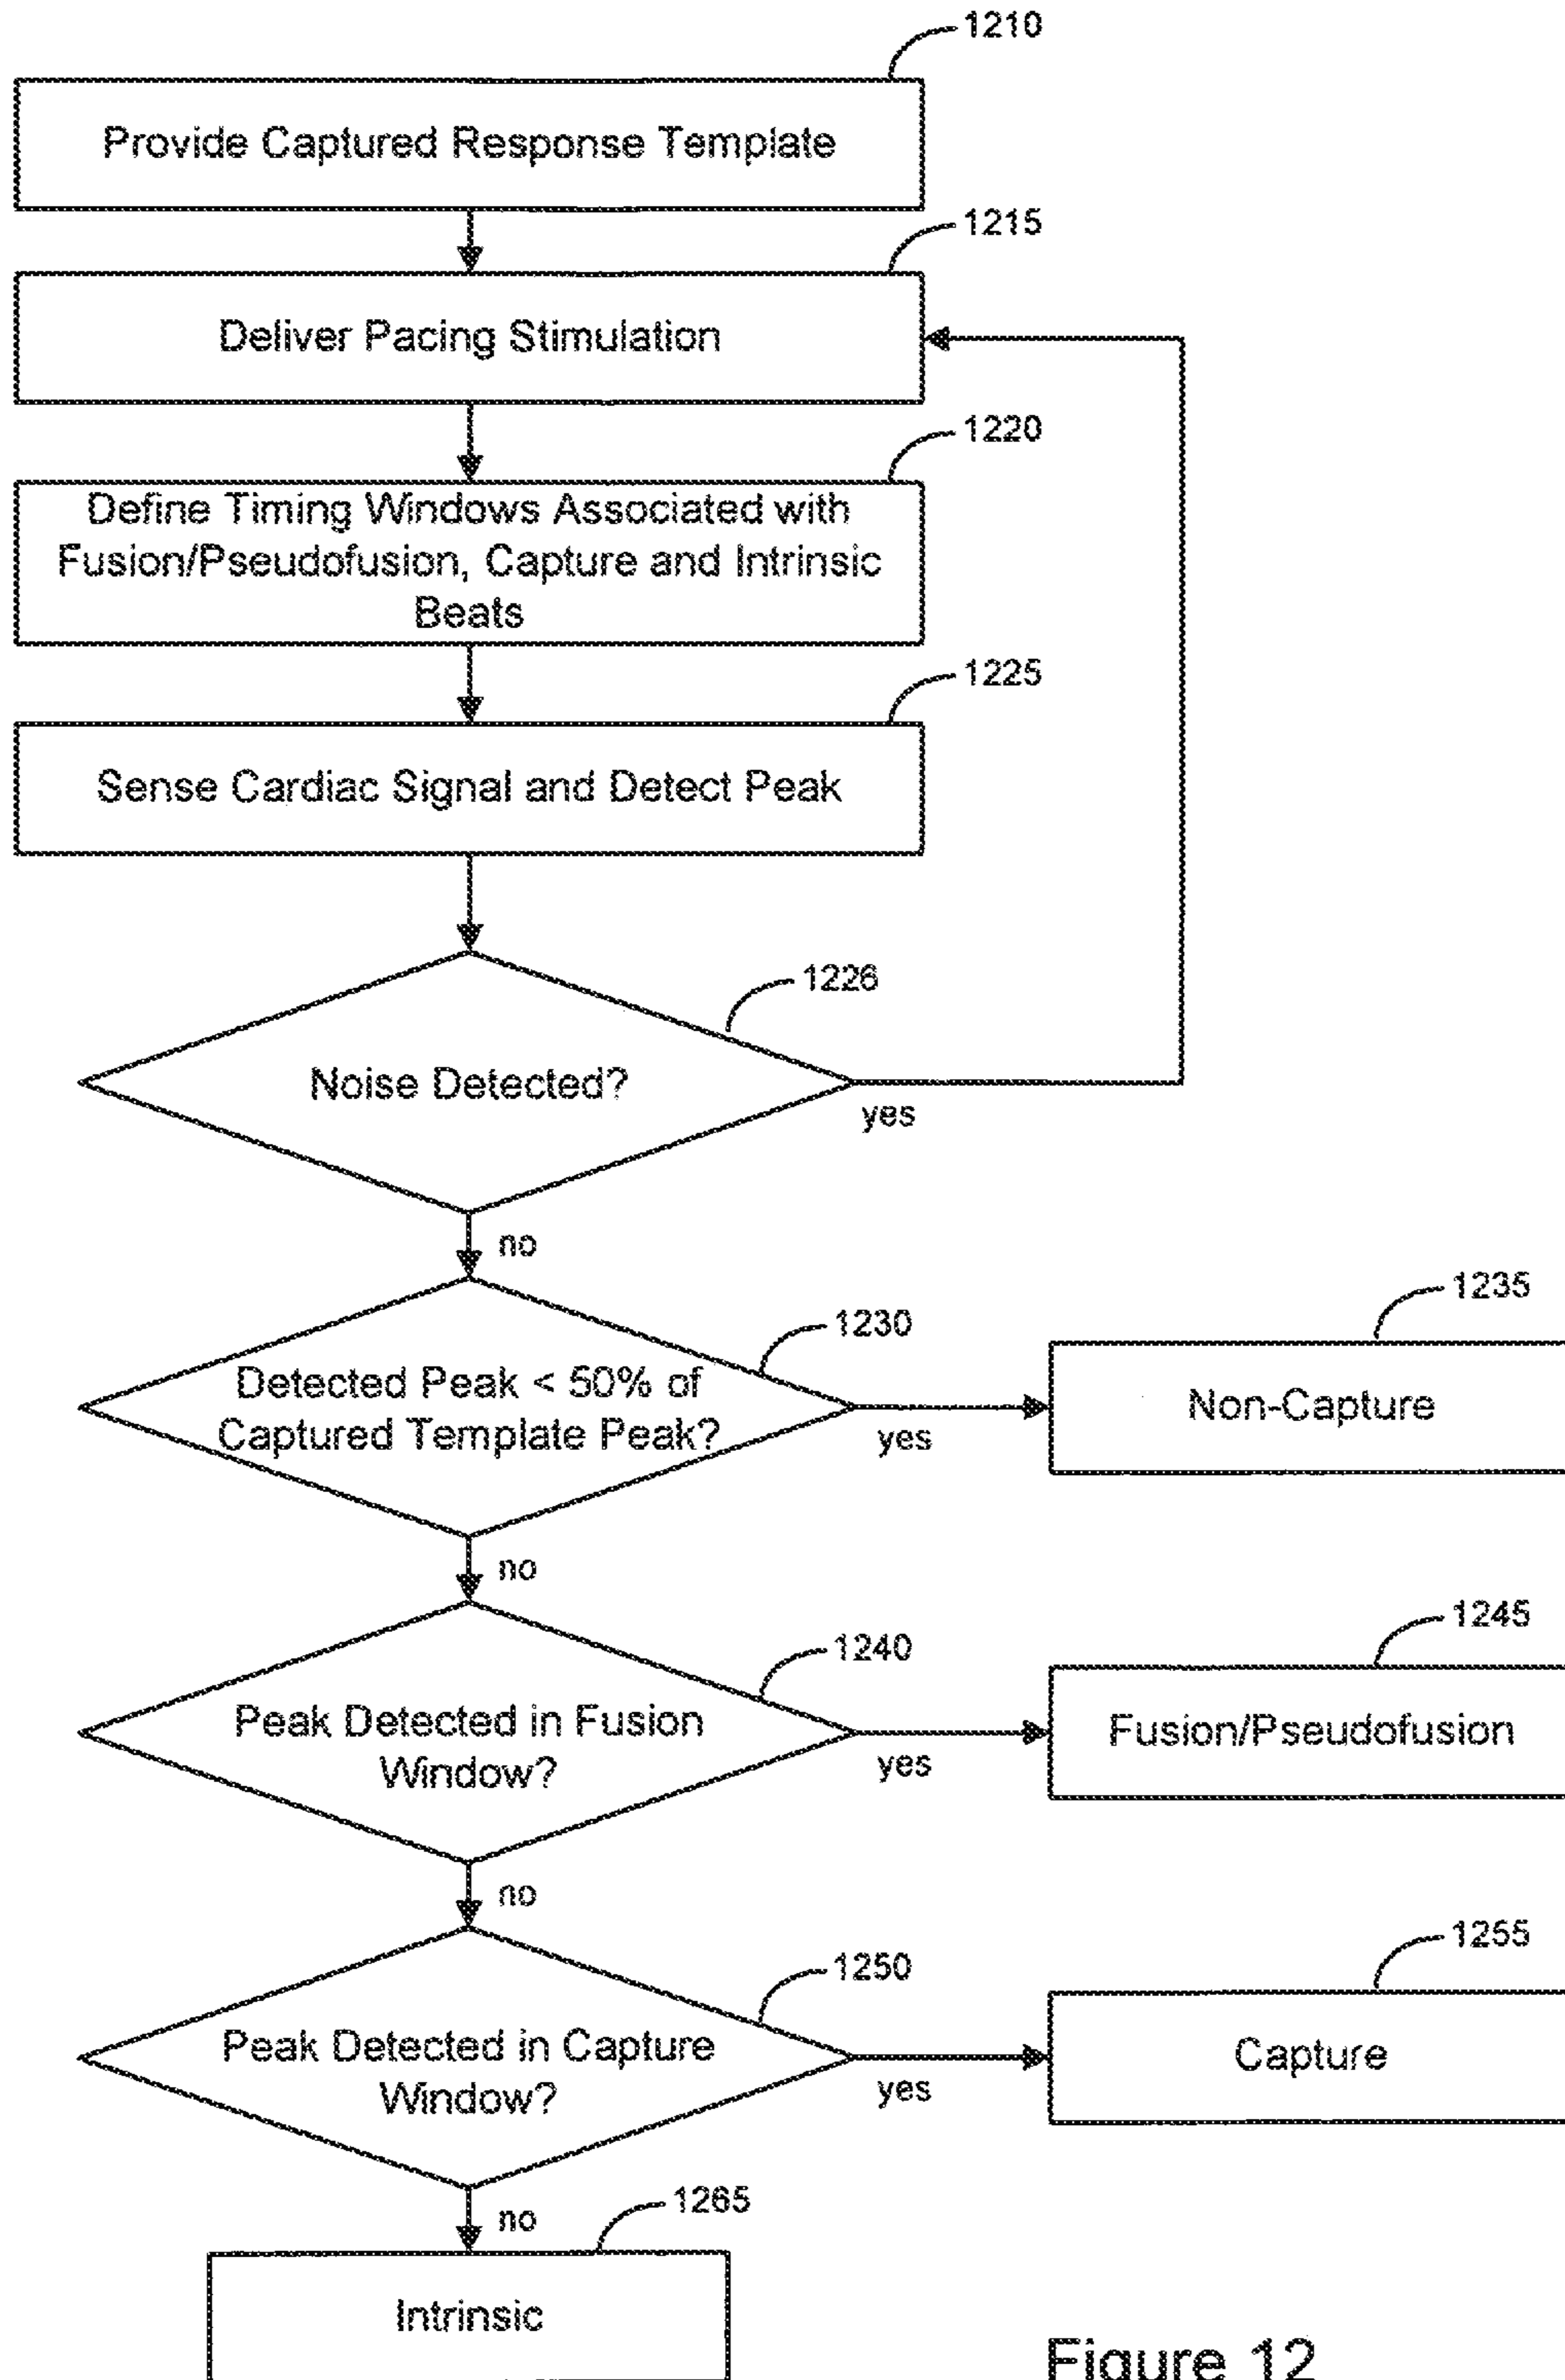 1210
Provide Captured Response Template
1215
Deliver Pacing Stimulation
1220
Define Timing Windows Associated with
Fusion/Pseudofusion, Capture and Intrinsic
Beats
1225
Sense Cardiac Signal and Detect Peak
1226
Noise Detected?
yes
no
1230
1235
Detected Peak < 50% of
Captured Template Peak?
yes
Non-Capture
no
1240
1245
Peak Detected in Fusion
Window?
yes
Fusion/Pseudofusion
no
1250
1255
Peak Detected in Capture
Window?
yes
Capture
no
1265
Intrinsic
Figure 12